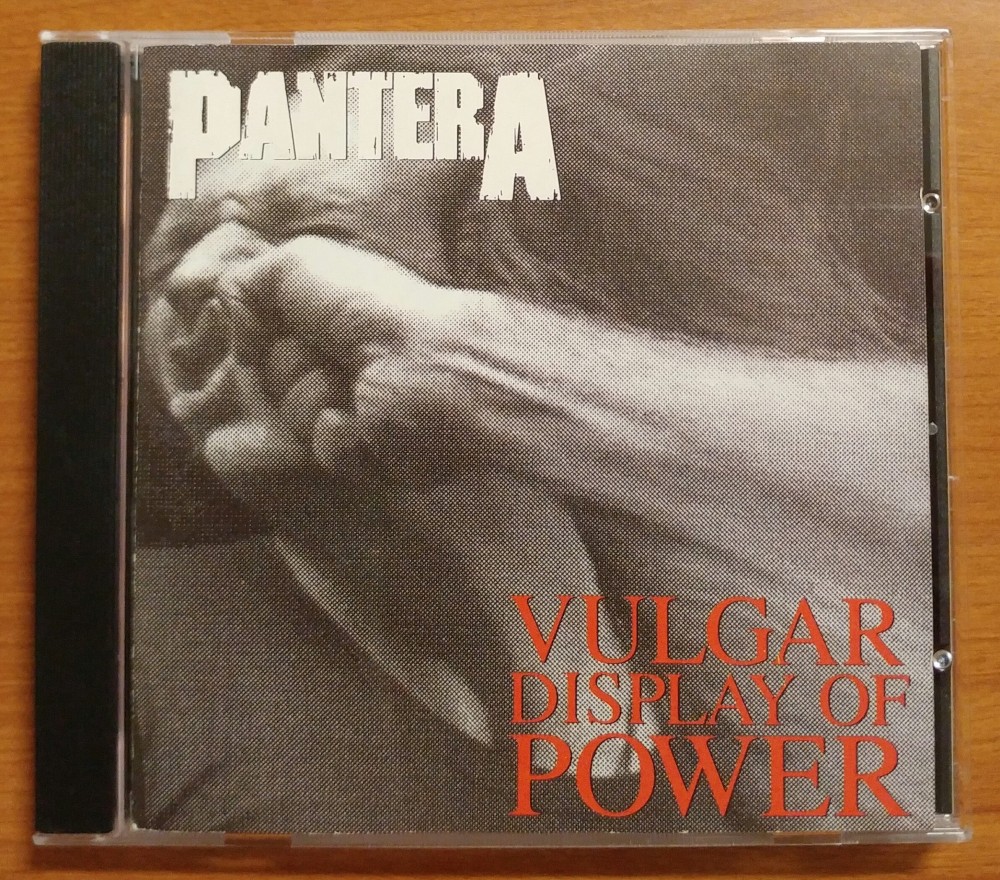 PANTERA
VULGAR
DISPLAY OF
POWER